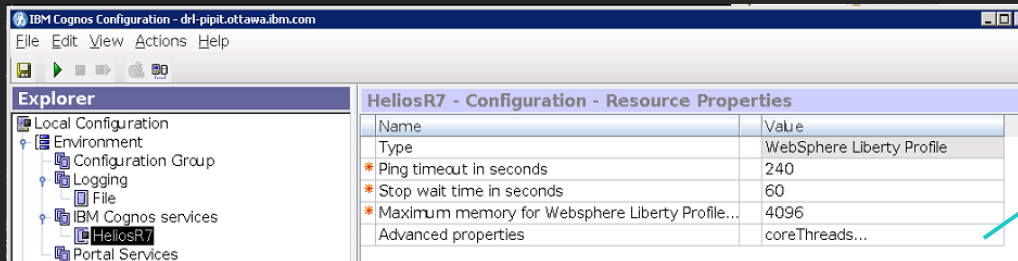 IBM Cognos Configuration - drl-pipit.ottawa.ibm.com
File Edit View Actions Help
Explorer
Local Configuration
Environment
Configuration Group
Logging
File
IBM Cognos services
HeliosR7
Portal Services
HeliosR7 - Configuration - Resource Properties
Name Value
Type WebSphere Liberty Profile
* Ping timeout in seconds 240
* Stop wait time in seconds 60
* Maximum memory for Websphere Liberty Profile... 4096
Advanced properties coreThreads...